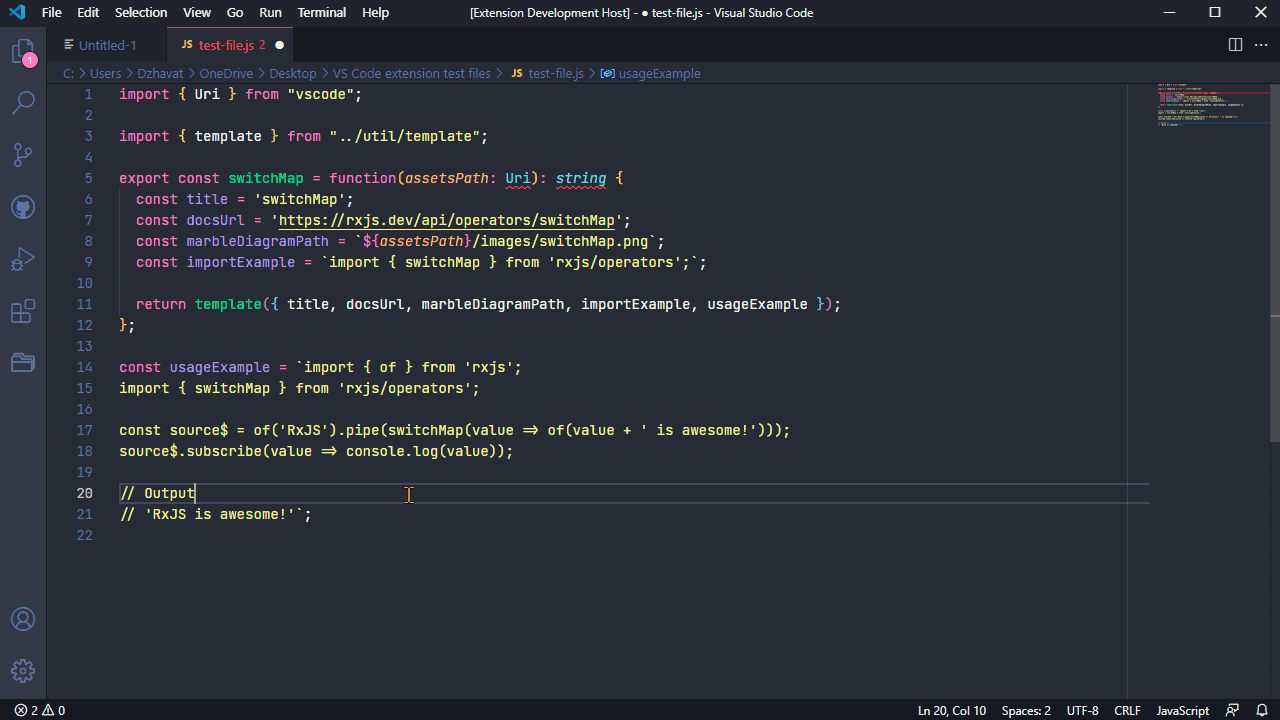 File Edit Selection View Go Run Terminal Help [Extension Development Host] - ● test-file.js - Visual Studio Code
Untitled-1 JS test-file.js 2 ●
C: > Users > Dzhavat > OneDrive > Desktop > VS Code extension test files > JS test-file.js > usageExample
1
1 import { Uri } from "vscode";
2
3 import { template } from "../util/template";
4
5 export const switchMap = function(assetsPath: Uri): string {
6 const title = 'switchMap';
7 const docsUrl = 'https://rxjs.dev/api/operators/switchMap';
8 const marbleDiagramPath = `${assetsPath}/images/switchMap.png`;
9 const importExample = `import { switchMap } from 'rxjs/operators';`;
10
11 return template({ title, docsUrl, marbleDiagramPath, importExample, usageExample });
12 };
13
14 const usageExample = `import { of } from 'rxjs';
15 import { switchMap } from 'rxjs/operators';
16
17 const source$ = of('RxJS').pipe(switchMap(value => of(value + ' is awesome!')));
18 source$.subscribe(value => console.log(value));
19
20 // Output
21 // 'RxJS is awesome!'`;
22
2 0 Ln 20, Col 10 Spaces: 2 UTF-8 CRLF JavaScript